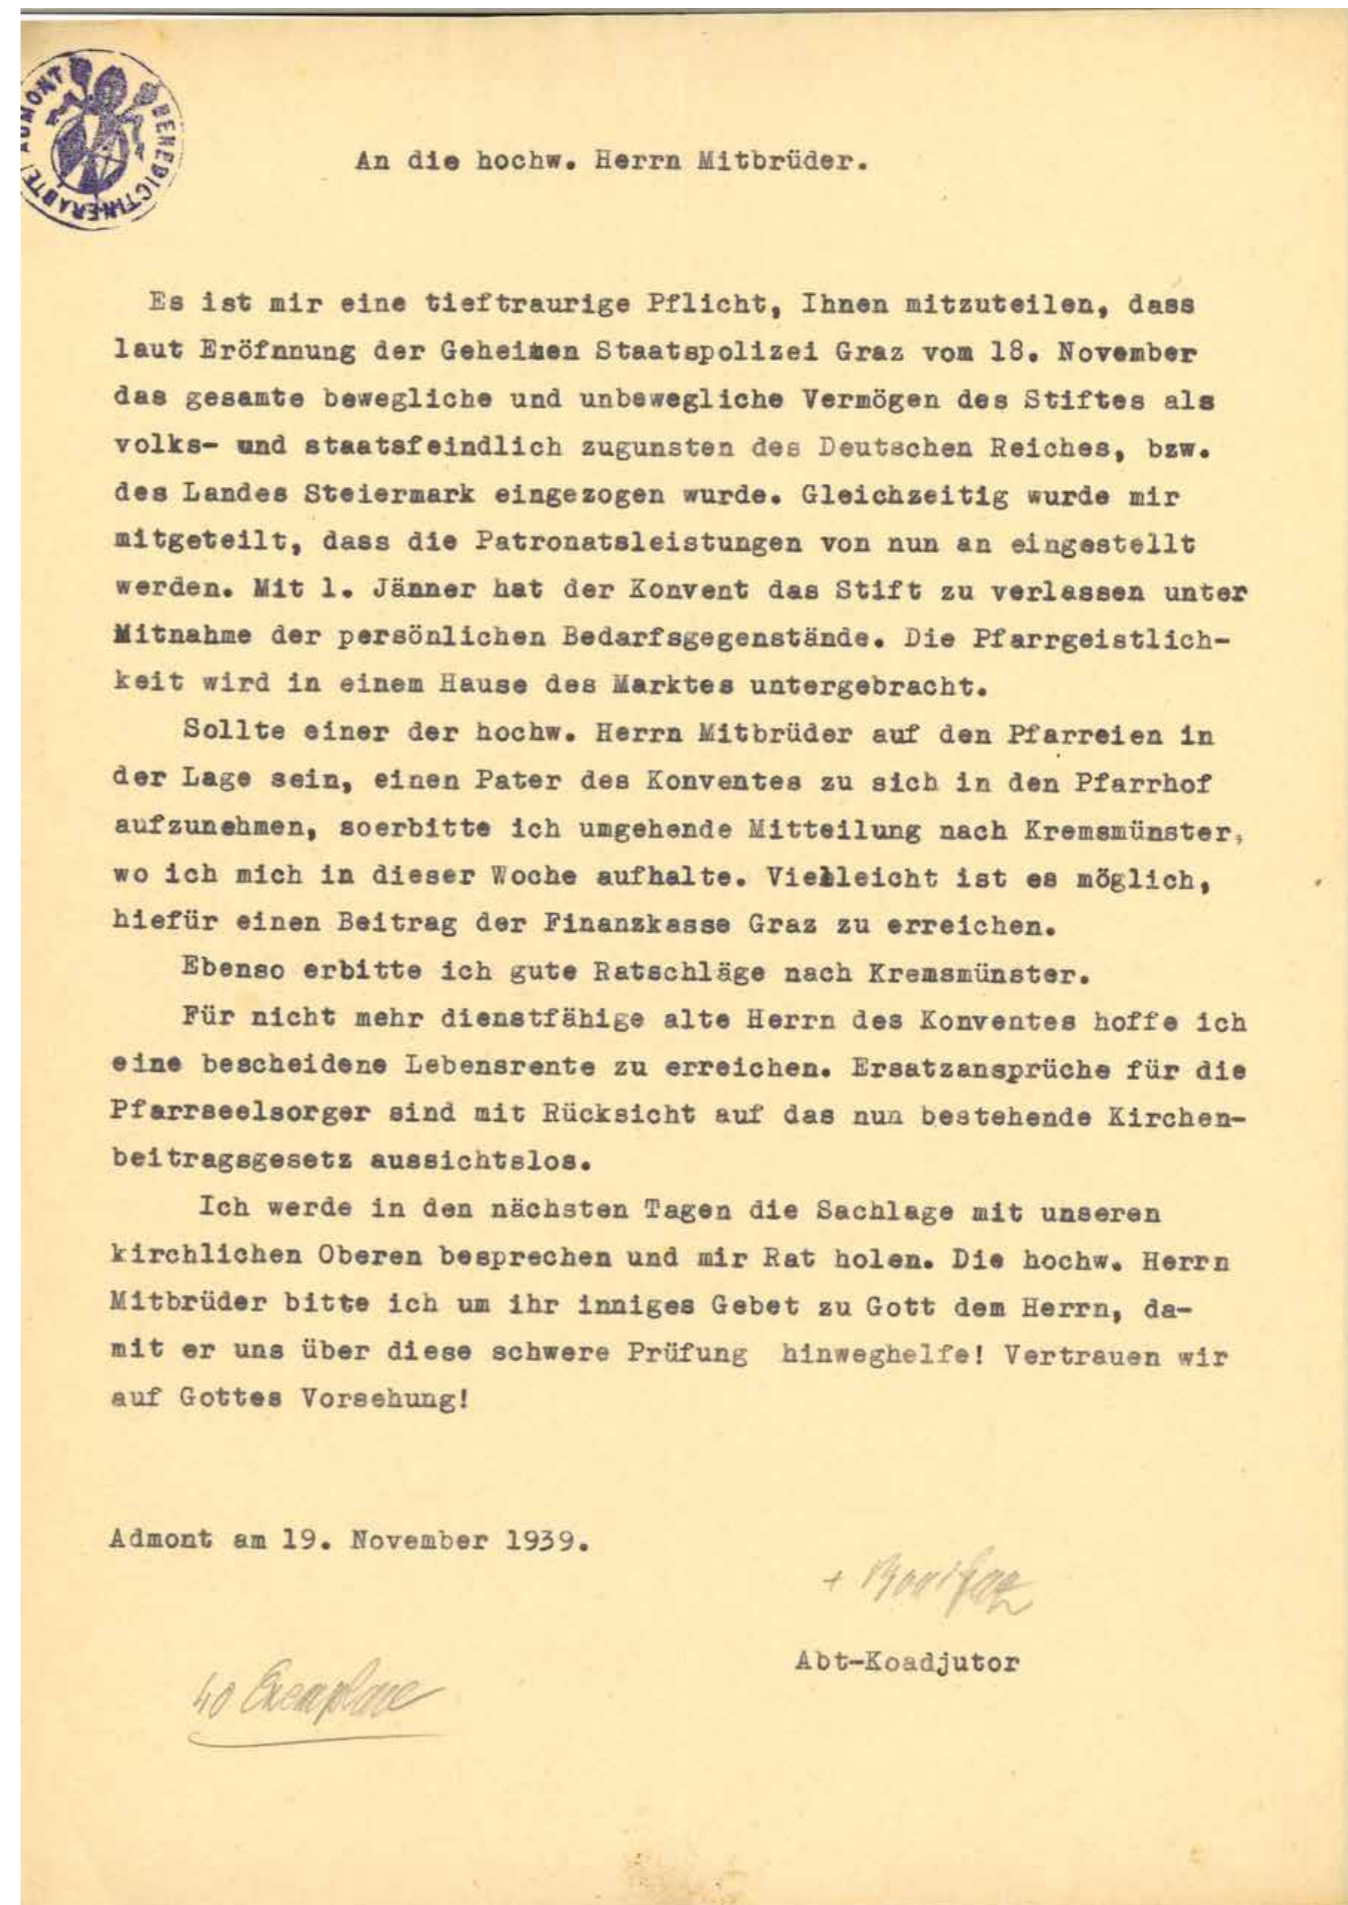 BENEDICTINERABTEI ADMONT
An die hochw. Herrn Mitbrüder.
Es ist mir eine tieftraurige Pflicht, Ihnen mitzuteilen, dass
laut Eröfnnung der Geheimen Staatspolizei Graz vom 18. November
das gesamte bewegliche und unbewegliche Vermögen des Stiftes als
volks- und staatsfeindlich zugunsten des Deutschen Reiches, bzw.
des Landes Steiermark eingezogen wurde. Gleichzeitig wurde mir
mitgeteilt, dass die Patronatsleistungen von nun an eingestellt
werden. Mit 1. Jänner hat der Konvent das Stift zu verlassen unter
Mitnahme der persönlichen Bedarfsgegenstände. Die Pfarrgeistlich-
keit wird in einem Hause des Marktes untergebracht.
Sollte einer der hochw. Herrn Mitbrüder auf den Pfarreien in
der Lage sein, einen Pater des Konventes zu sich in den Pfarrhof
aufzunehmen, soerbitte ich umgehende Mitteilung nach Kremsmünster,
wo ich mich in dieser Woche aufhalte. Vielleicht ist es möglich,
hiefür einen Beitrag der Finanzkasse Graz zu erreichen.
Ebenso erbitte ich gute Ratschläge nach Kremsmünster.
Für nicht mehr dienstfähige alte Herrn des Konventes hoffe ich
eine bescheidene Lebensrente zu erreichen. Ersatzansprüche für die
Pfarrseelsorger sind mit Rücksicht auf das nun bestehende Kirchen-
beitragsgesetz aussichtslos.
Ich werde in den nächsten Tagen die Sachlage mit unseren
kirchlichen Oberen besprechen und mir Rat holen. Die hochw. Herrn
Mitbrüder bitte ich um ihr inniges Gebet zu Gott dem Herrn, da-
mit er uns über diese schwere Prüfung hinweghelfe! Vertrauen wir
auf Gottes Vorsehung!
Admont am 19. November 1939.
+ Bonifaz
Abt-Koadjutor
40 Exemplare